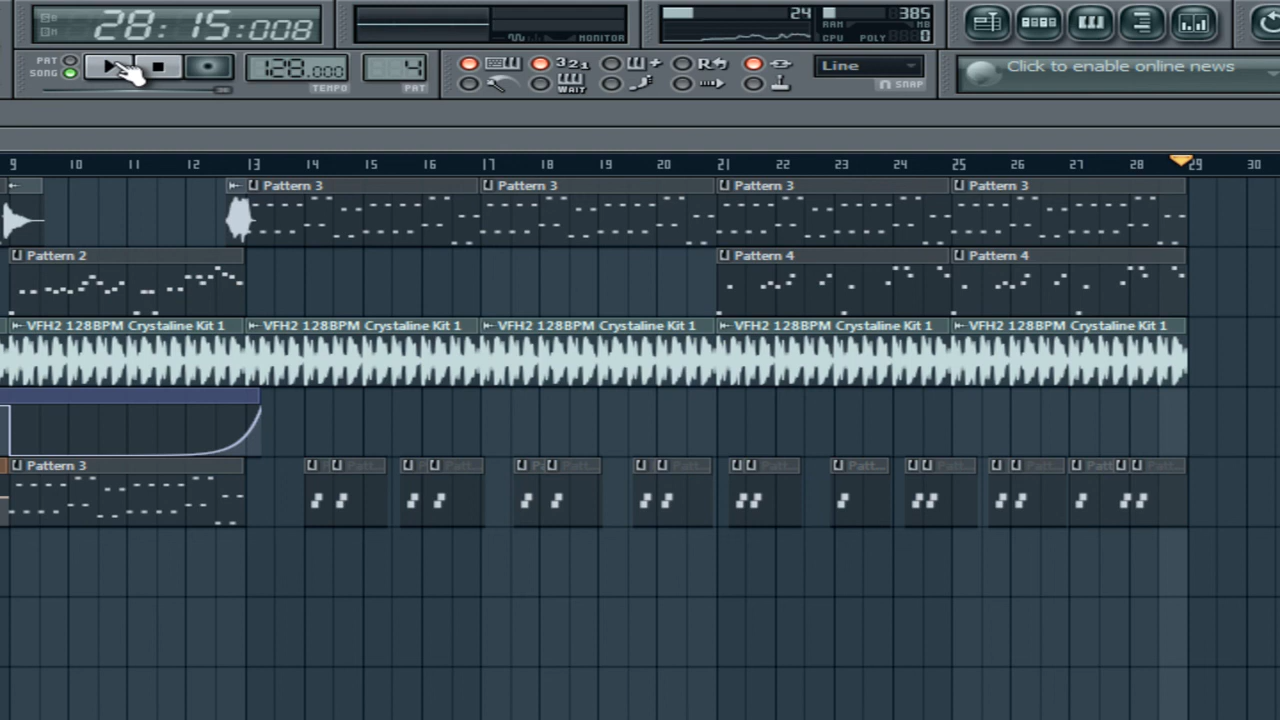 28:15:008
MONITOR
24
385
RAM
MB
CPU
POLY
0
PAT
SONG
128.000
TEMPO
4
PAT
321
WAIT
R
Line
SNAP
Click to enable online news
9 10 11 12 13 14 15 16 17 18 19 20 21 22 23 24 25 26 27 28 29 30
Pattern 3 Pattern 3 Pattern 3 Pattern 3
Pattern 2 Pattern 4 Pattern 4
VFH2 128BPM Crystaline Kit 1 VFH2 128BPM Crystaline Kit 1 VFH2 128BPM Crystaline Kit 1 VFH2 128BPM Crystaline Kit 1 VFH2 128BPM Crystaline Kit 1
Pattern 3